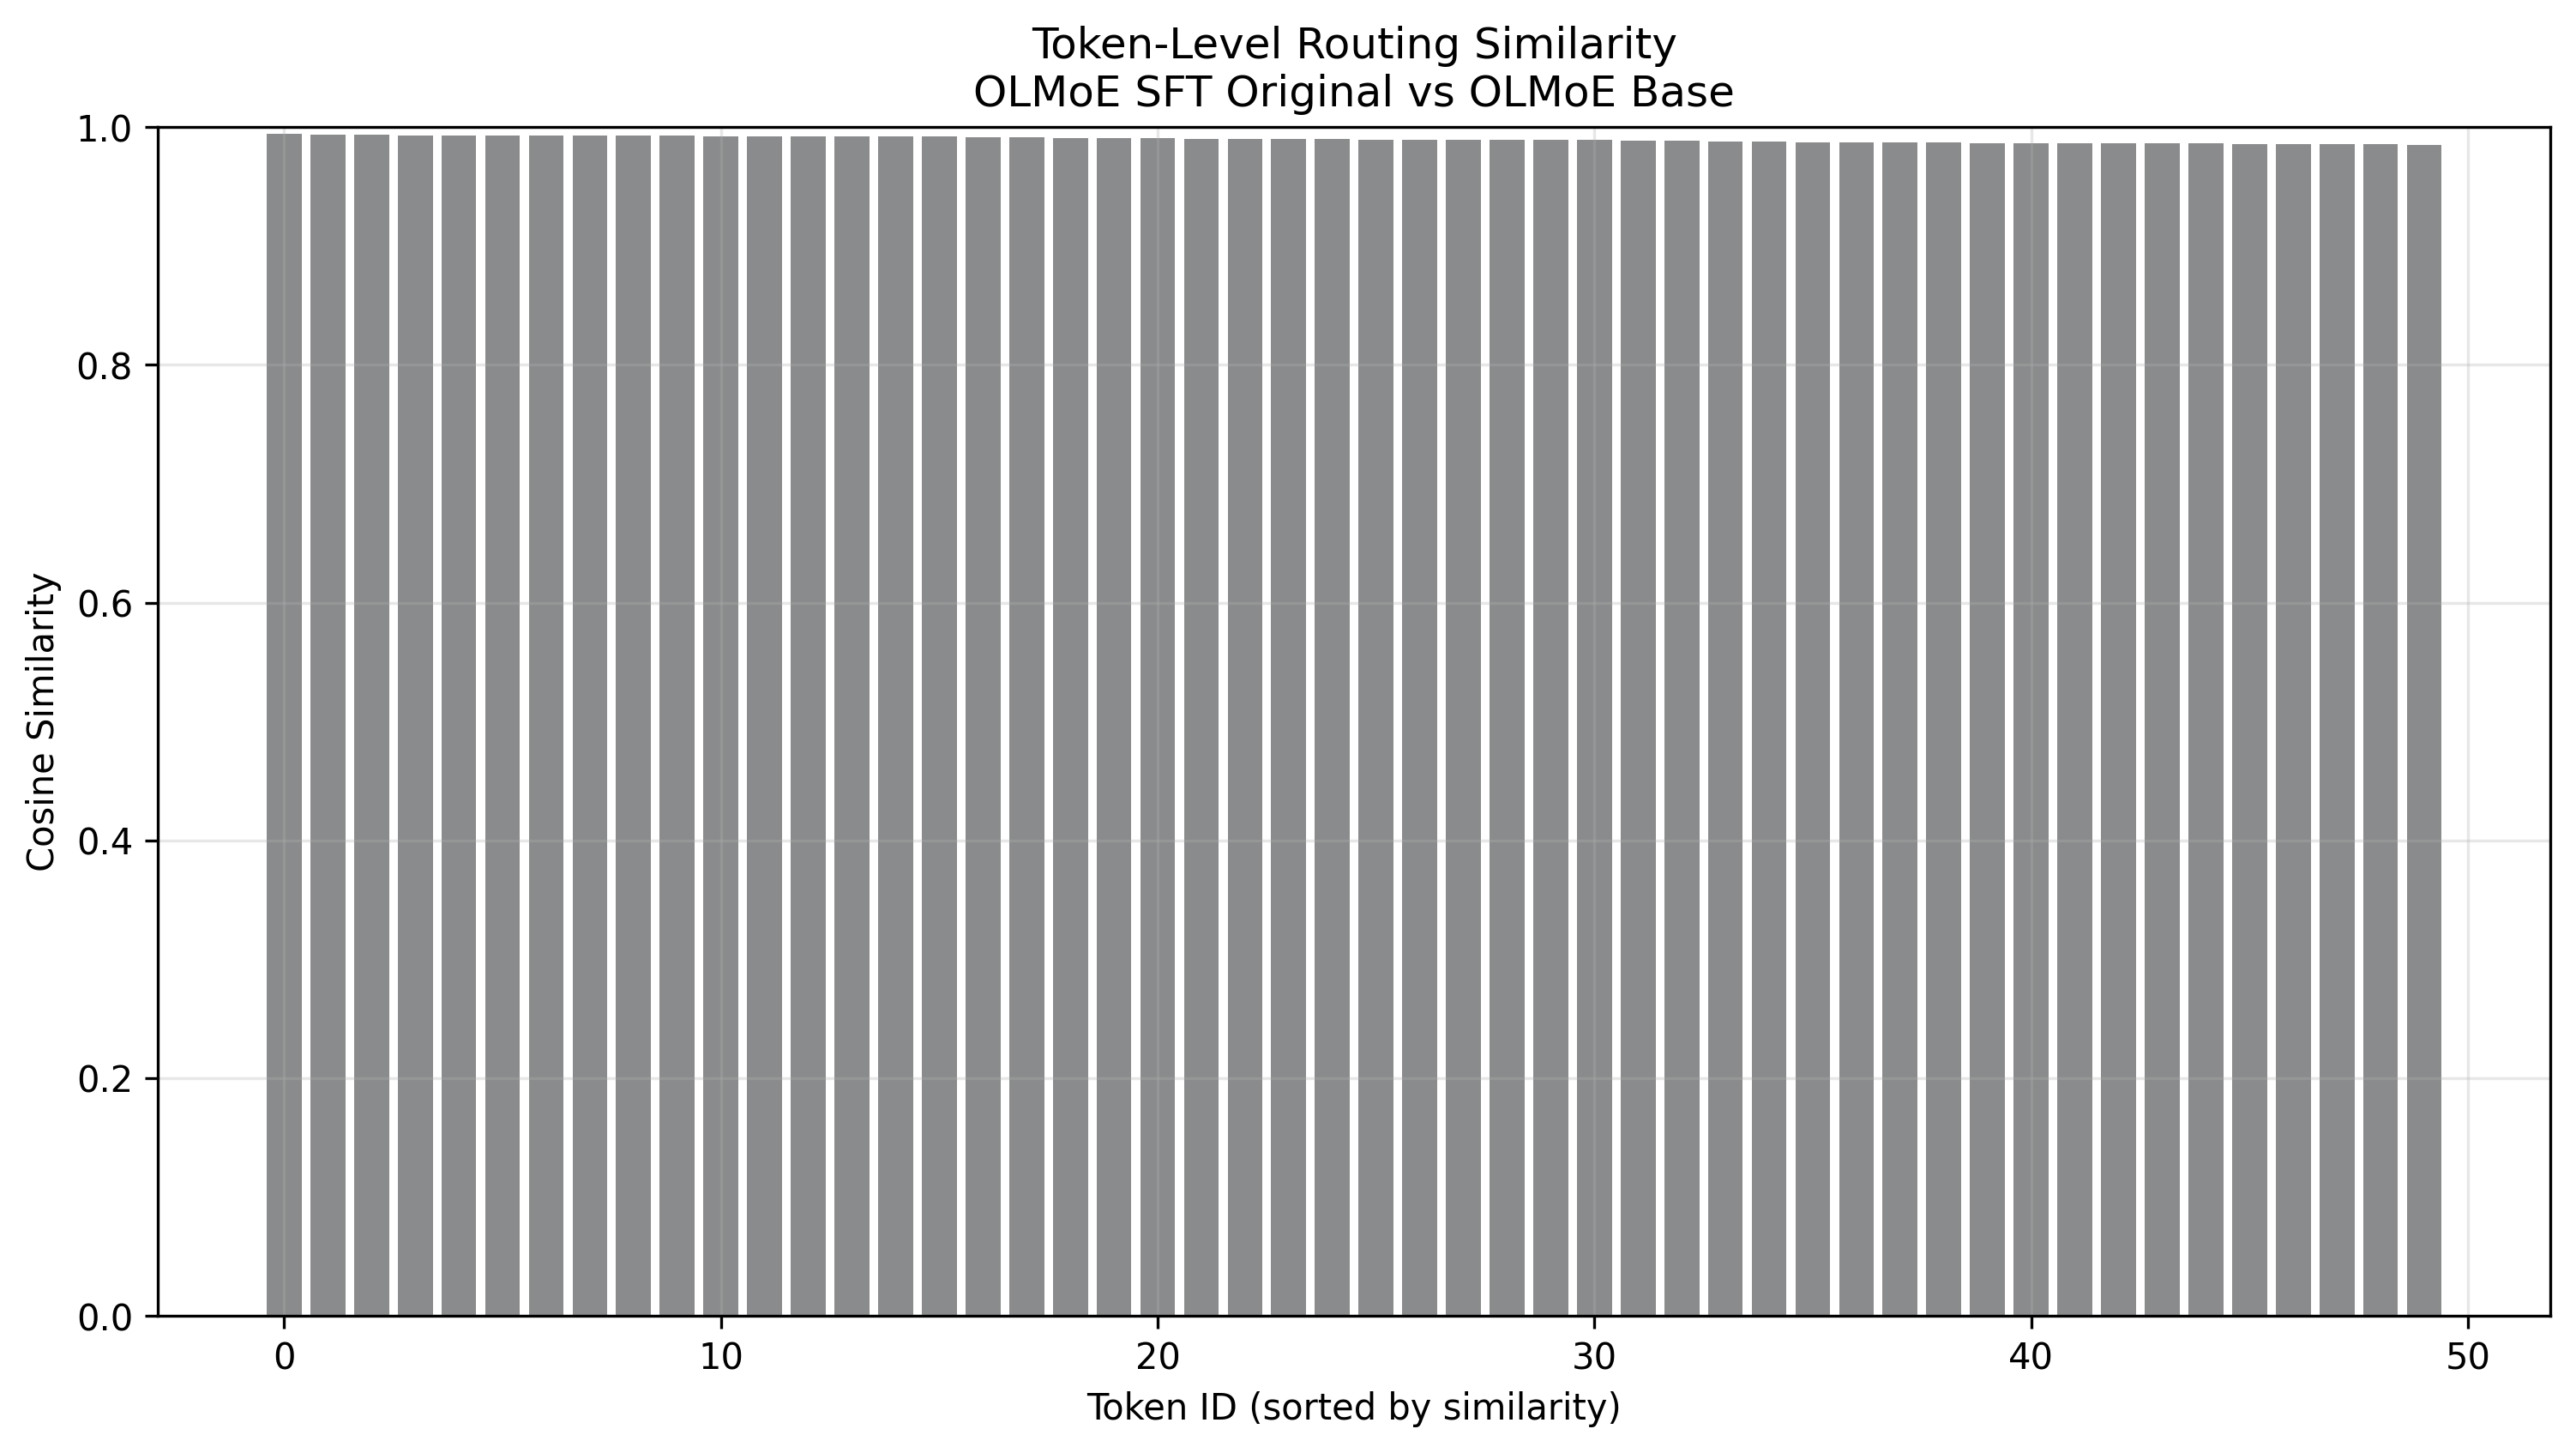 Token-Level Routing Similarity
OLMoE SFT Original vs OLMoE Base
1.0
0.8
0.6
0.4
0.2
0.0
Cosine Similarity
0 10 20 30 40 50
Token ID (sorted by similarity)